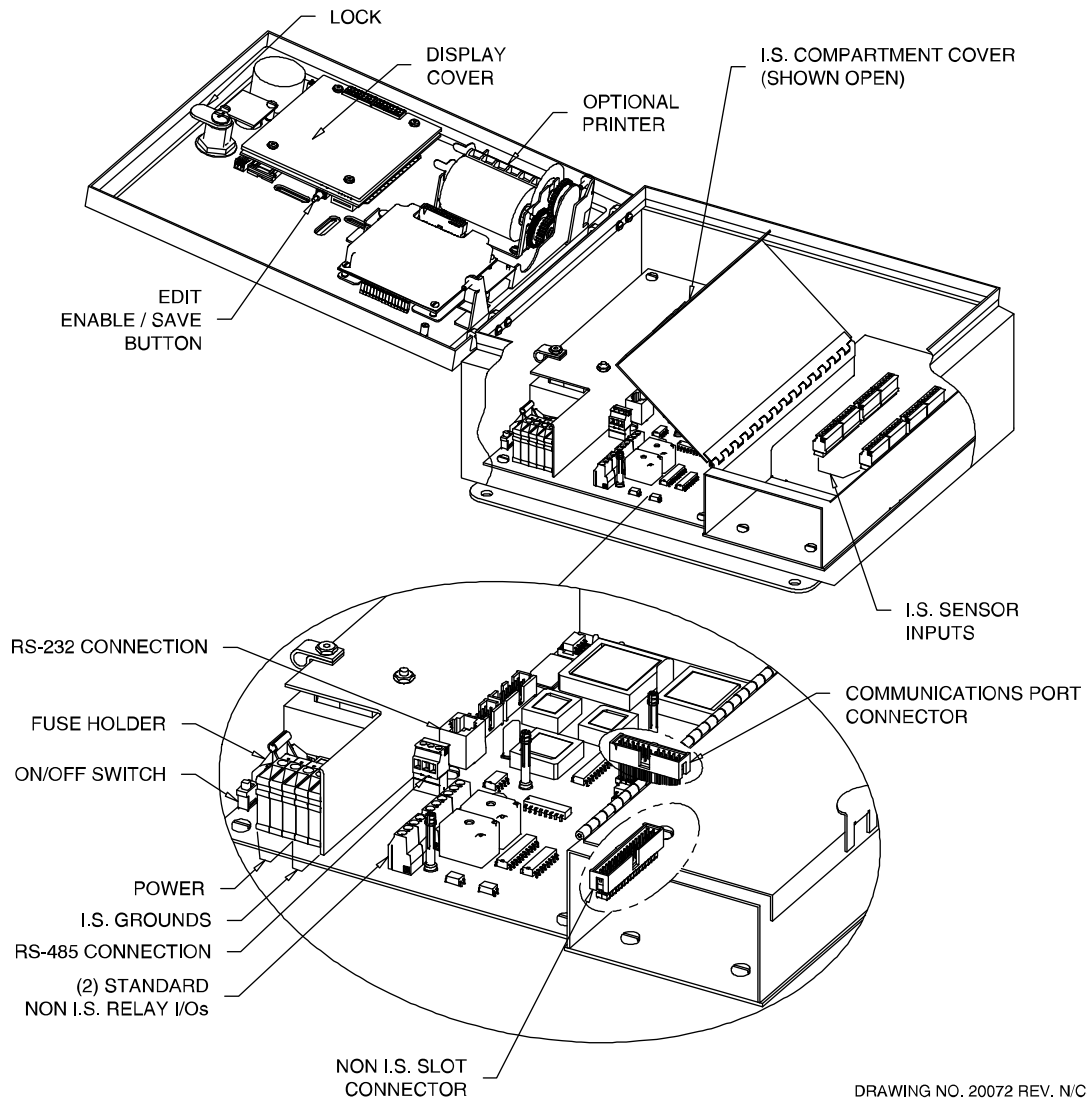 LOCK
DISPLAY
COVER
I.S. COMPARTMENT COVER
(SHOWN OPEN)
OPTIONAL
PRINTER
EDIT
ENABLE / SAVE
BUTTON
I.S. SENSOR
INPUTS
RS-232 CONNECTION
COMMUNICATIONS PORT
CONNECTOR
FUSE HOLDER
ON/OFF SWITCH
POWER
I.S. GROUNDS
RS-485 CONNECTION
(2) STANDARD
NON I.S. RELAY I/Os
NON I.S. SLOT
CONNECTOR
DRAWING NO. 20072 REV. N/C